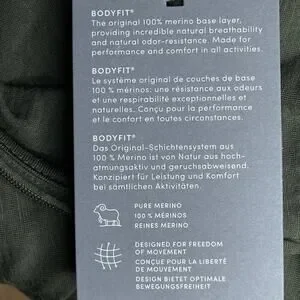 BODYFIT®
The original 100% merino base layer,
providing incredible natural breathability
and natural odor-resistance. Made for
performance and comfort in all activities.
BODYFIT®
Le système original de couches de base
100 % mérinos: une résistance aux odeurs
et une respirabilité exceptionnelles et
naturelles. Conçu pour la performance
et le confort en toutes circonstances.
BODYFIT®
Das Original-Schichtensystem aus
100 % Merino ist von Natur aus hoch-
atmungsaktiv und geruchsabweisend.
Konzipiert für Leistung und Komfort
bei sämtlichen Aktivitäten.
PURE MERINO
100 % MÉRINOS
REINES MERINO
DESIGNED FOR FREEDOM
OF MOVEMENT
CONÇUE POUR LA LIBERTÉ
DE MOUVEMENT
DESIGN BIETET OPTIMALE
BEWEGUNGSFREIHEIT